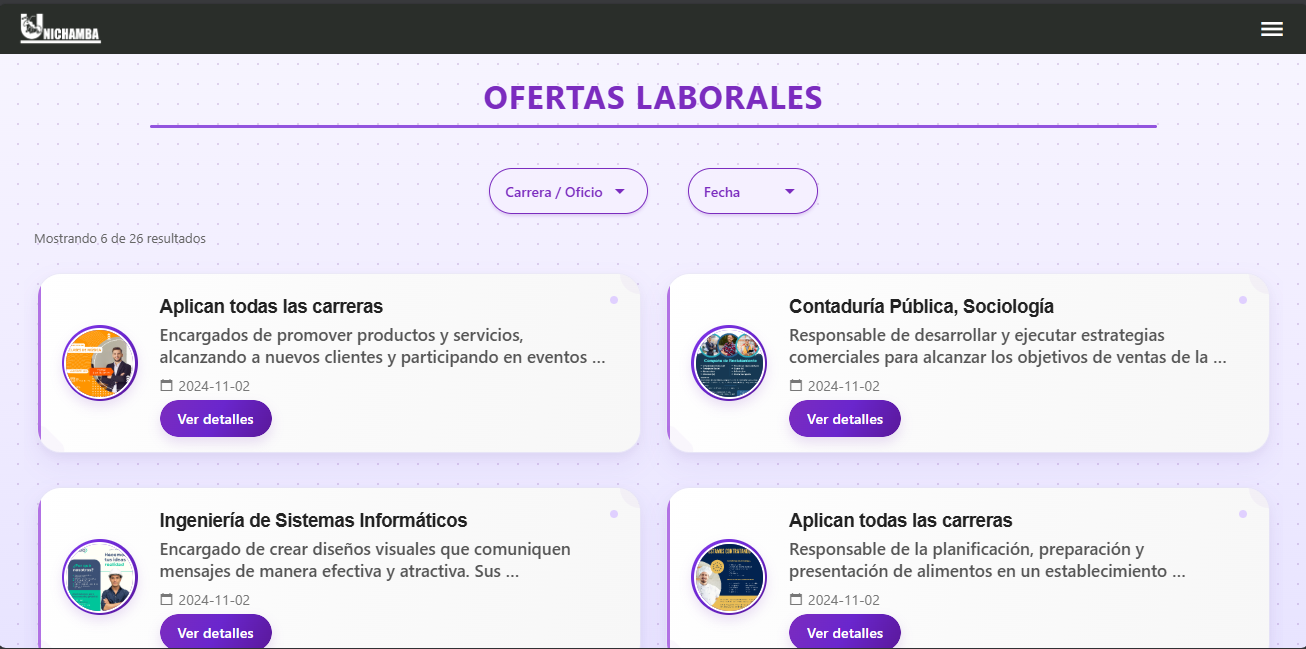 UNICHAMBA
OFERTAS LABORALES
Carrera / Oficio
Fecha
Mostrando 6 de 26 resultados
Aplican todas las carreras
Encargados de promover productos y servicios,
alcanzando a nuevos clientes y participando en eventos ...
2024-11-02
Ver detalles
Contaduría Pública, Sociología
Responsable de desarrollar y ejecutar estrategias
comerciales para alcanzar los objetivos de ventas de la ...
2024-11-02
Ver detalles
Ingeniería de Sistemas Informáticos
Encargado de crear diseños visuales que comuniquen
mensajes de manera efectiva y atractiva. Sus ...
2024-11-02
Ver detalles
Aplican todas las carreras
Responsable de la planificación, preparación y
presentación de alimentos en un establecimiento ...
2024-11-02
Ver detalles